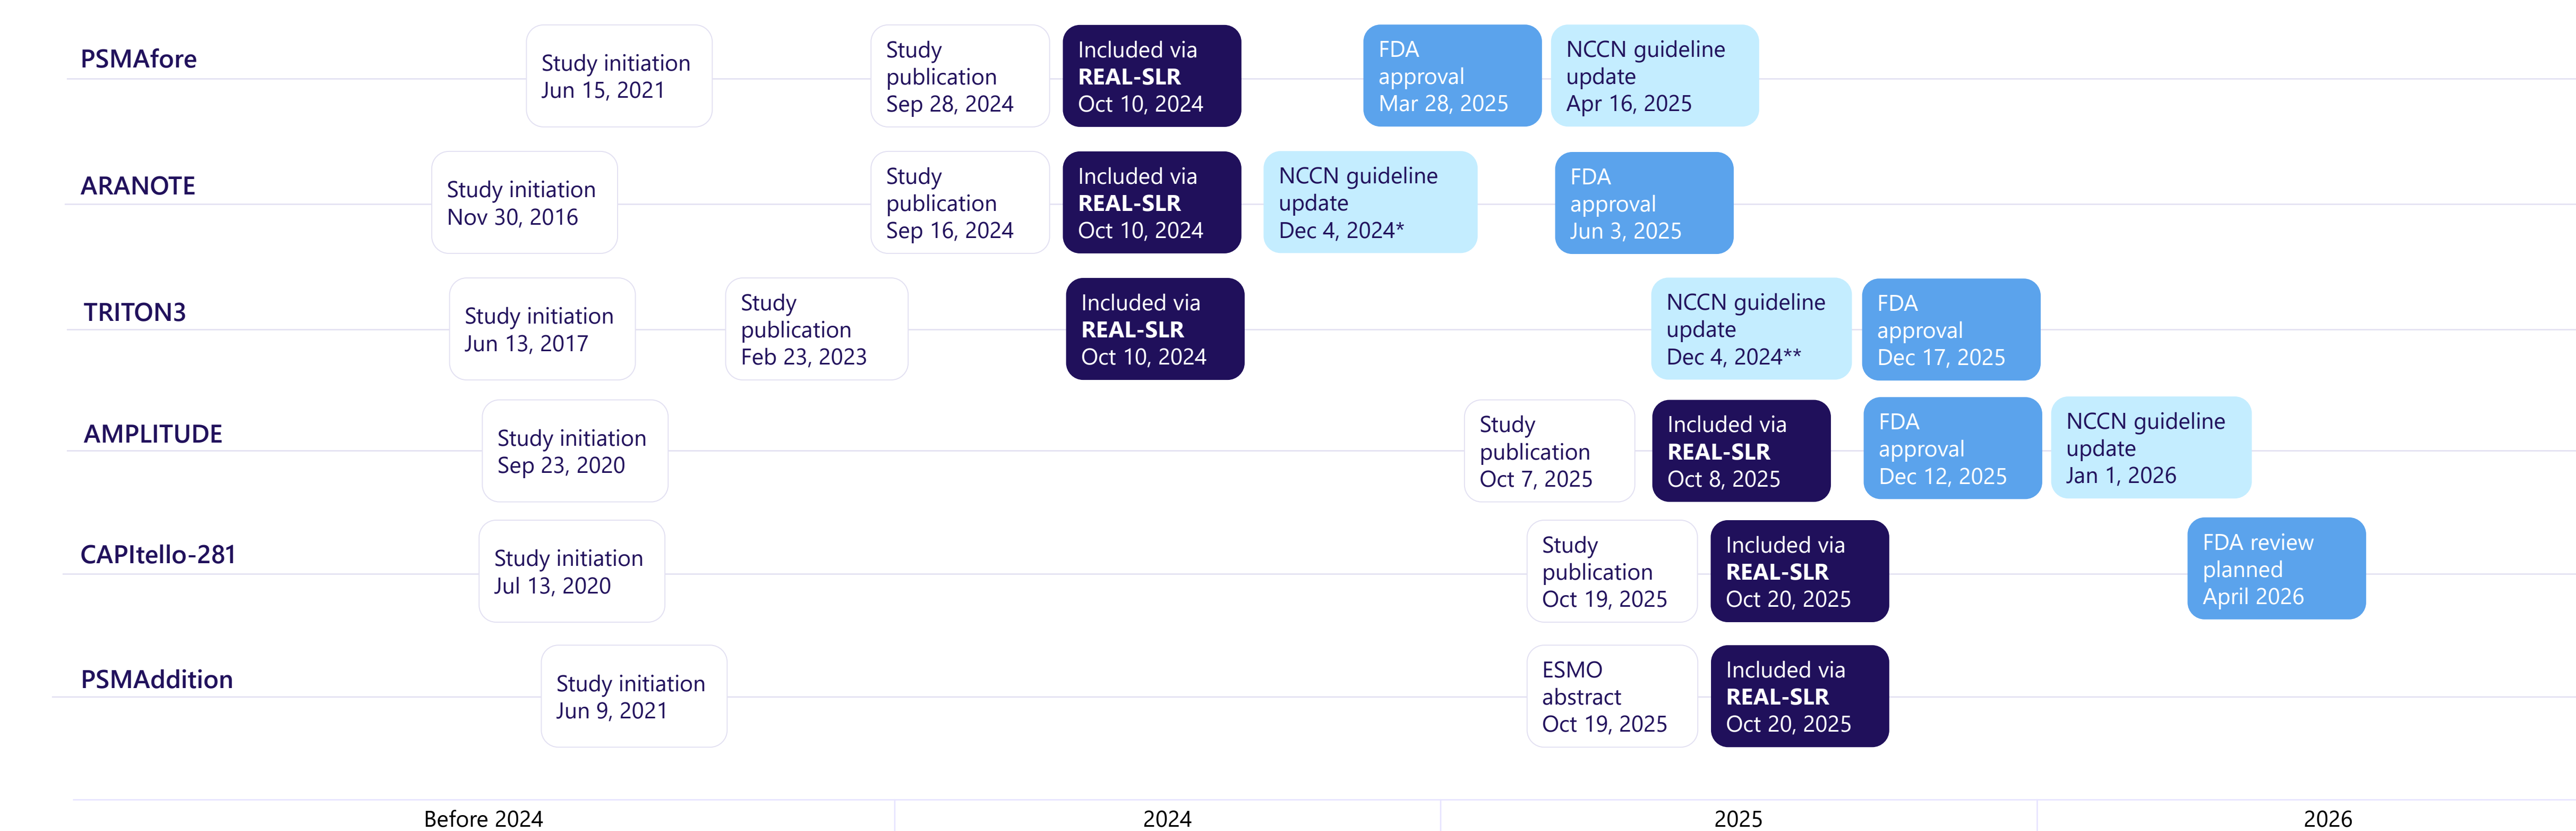 PSMAfore
Study initiation
Jun 15, 2021
Study
publication
Sep 28, 2024
Included via
REAL-SLR
Oct 10, 2024
FDA
approval
Mar 28, 2025
NCCN guideline
update
Apr 16, 2025
ARANOTE
Study initiation
Nov 30, 2016
Study
publication
Sep 16, 2024
Included via
REAL-SLR
Oct 10, 2024
NCCN guideline
update
Dec 4, 2024*
FDA
approval
Jun 3, 2025
TRITON3
Study initiation
Jun 13, 2017
Study
publication
Feb 23, 2023
Included via
REAL-SLR
Oct 10, 2024
NCCN guideline
update
Dec 4, 2024**
FDA
approval
Dec 17, 2025
AMPLITUDE
Study initiation
Sep 23, 2020
Study
publication
Oct 7, 2025
Included via
REAL-SLR
Oct 8, 2025
FDA
approval
Dec 12, 2025
NCCN guideline
update
Jan 1, 2026
CAPItello-281
Study initiation
Jul 13, 2020
Study
publication
Oct 19, 2025
Included via
REAL-SLR
Oct 20, 2025
FDA review
planned
April 2026
PSMAddition
Study initiation
Jun 9, 2021
ESMO
abstract
Oct 19, 2025
Included via
REAL-SLR
Oct 20, 2025
Before 2024
2024
2025
2026